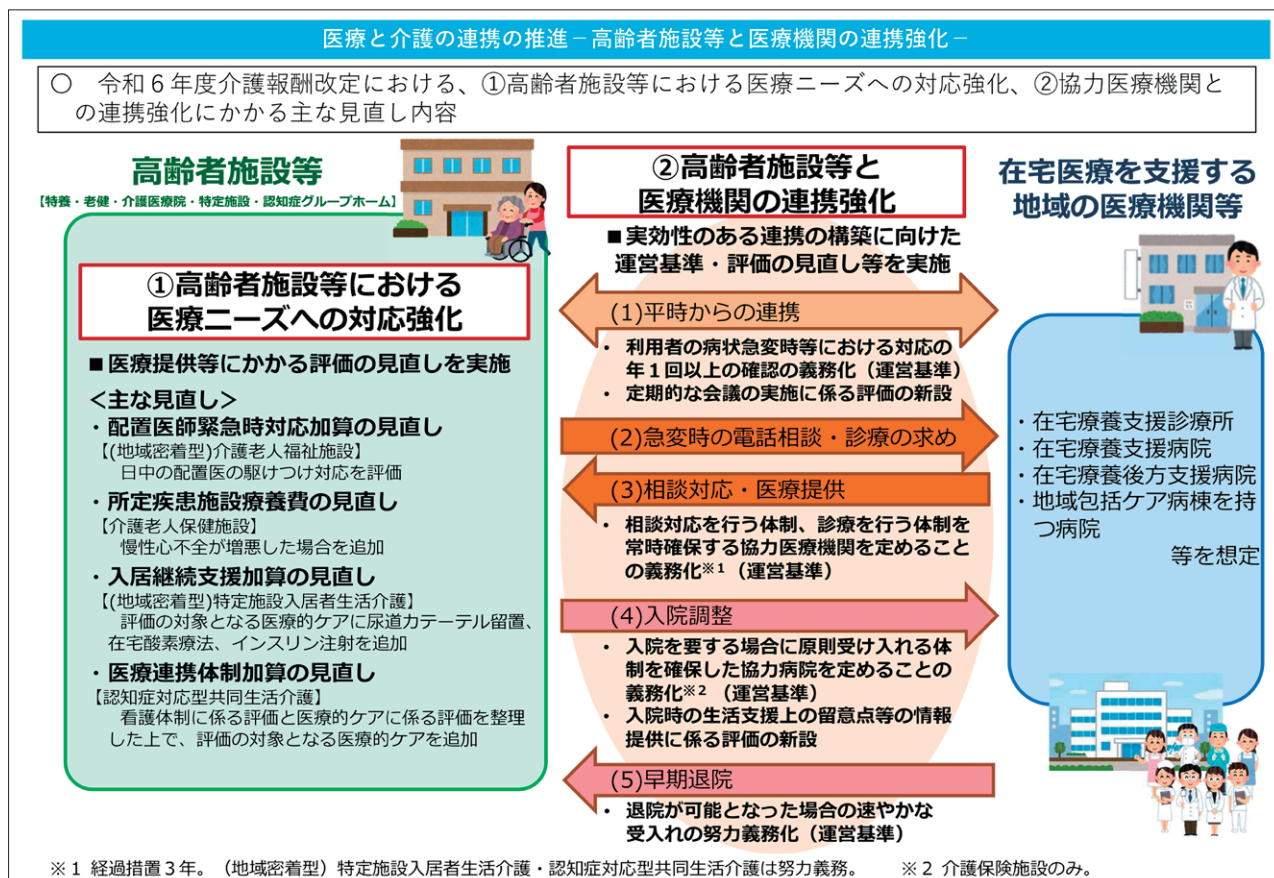 医療と介護の連携の推進－高齢者施設等と医療機関の連携強化－
○　令和６年度介護報酬改定における、①高齢者施設等における医療ニーズへの対応強化、②協力医療機関と
の連携強化にかかる主な見直し内容
高齢者施設等
【特養・老健・介護医療院・特定施設・認知症グループホーム】
①高齢者施設等における
医療ニーズへの対応強化
■医療提供等にかかる評価の見直しを実施
＜主な見直し＞
・配置医師緊急時対応加算の見直し
【(地域密着型)介護老人福祉施設】
日中の配置医の駆けつけ対応を評価
・所定疾患施設療養費の見直し
【介護老人保健施設】
慢性心不全が増悪した場合を追加
・入居継続支援加算の見直し
【(地域密着型)特定施設入居者生活介護】
評価の対象となる医療的ケアに尿道カテーテル留置、
在宅酸素療法、インスリン注射を追加
・医療連携体制加算の見直し
【認知症対応型共同生活介護】
看護体制に係る評価と医療的ケアに係る評価を整理
した上で、評価の対象となる医療的ケアを追加
②高齢者施設等と
医療機関の連携強化
■実効性のある連携の構築に向けた
運営基準・評価の見直し等を実施
(1)平時からの連携
・利用者の病状急変時等における対応の
年１回以上の確認の義務化（運営基準）
・定期的な会議の実施に係る評価の新設
(2)急変時の電話相談・診療の求め
(3)相談対応・医療提供
・相談対応を行う体制、診療を行う体制を
常時確保する協力医療機関を定めること
の義務化※1（運営基準）
(4)入院調整
・入院を要する場合に原則受け入れる体
制を確保した協力病院を定めることの
義務化※2（運営基準）
・入院時の生活支援上の留意点等の情報
提供に係る評価の新設
(5)早期退院
・退院が可能となった場合の速やかな
受入れの努力義務化（運営基準）
在宅医療を支援する
地域の医療機関等
・在宅療養支援診療所
・在宅療養支援病院
・在宅療養後方支援病院
・地域包括ケア病棟を持
つ病院
等を想定
※１ 経過措置３年。（地域密着型）特定施設入居者生活介護・認知症対応型共同生活介護は努力義務。　※２ 介護保険施設のみ。